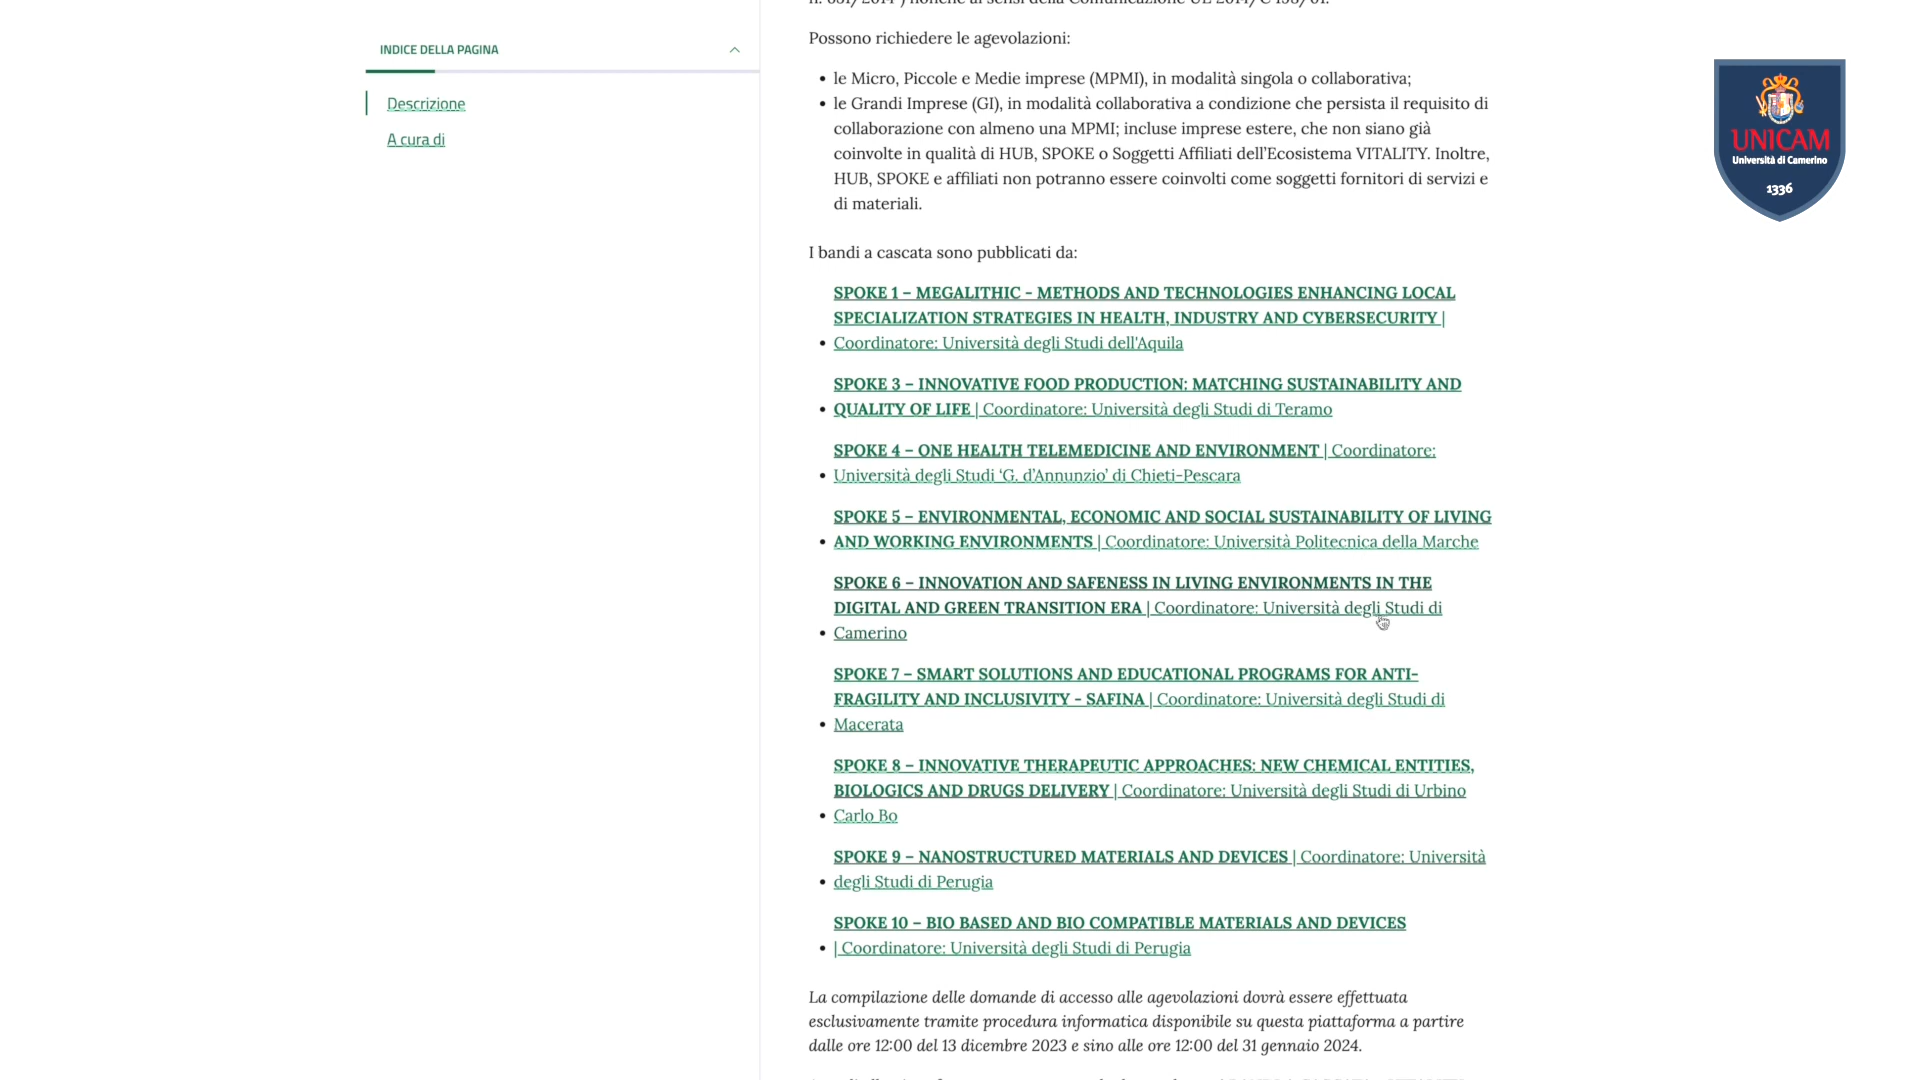 INDICE DELLA PAGINA
Descrizione
A cura di
Possono richiedere le agevolazioni:
• le Micro, Piccole e Medie imprese (MPMI), in modalità singola o collaborativa;
• le Grandi Imprese (GI), in modalità collaborativa a condizione che persista il requisito di
collaborazione con almeno una MPMI; incluse imprese estere, che non siano già
coinvolte in qualità di HUB, SPOKE o Soggetti Affiliati dell'Ecosistema VITALITY. Inoltre,
HUB, SPOKE e affiliati non potranno essere coinvolti come soggetti fornitori di servizi e
di materiali.
I bandi a cascata sono pubblicati da:
SPOKE 1 – MEGALITHIC - METHODS AND TECHNOLOGIES ENHANCING LOCAL
SPECIALIZATION STRATEGIES IN HEALTH, INDUSTRY AND CYBERSECURITY |
• Coordinatore: Università degli Studi dell'Aquila
SPOKE 3 – INNOVATIVE FOOD PRODUCTION: MATCHING SUSTAINABILITY AND
• QUALITY OF LIFE | Coordinatore: Università degli Studi di Teramo
SPOKE 4 – ONE HEALTH TELEMEDICINE AND ENVIRONMENT | Coordinatore:
• Università degli Studi ‘G. d’Annunzio’ di Chieti-Pescara
SPOKE 5 – ENVIRONMENTAL, ECONOMIC AND SOCIAL SUSTAINABILITY OF LIVING
• AND WORKING ENVIRONMENTS | Coordinatore: Università Politecnica della Marche
SPOKE 6 – INNOVATION AND SAFENESS IN LIVING ENVIRONMENTS IN THE
DIGITAL AND GREEN TRANSITION ERA | Coordinatore: Università degli Studi di
• Camerino
SPOKE 7 – SMART SOLUTIONS AND EDUCATIONAL PROGRAMS FOR ANTI-
FRAGILITY AND INCLUSIVITY - SAFINA | Coordinatore: Università degli Studi di
• Macerata
SPOKE 8 – INNOVATIVE THERAPEUTIC APPROACHES: NEW CHEMICAL ENTITIES,
BIOLOGICS AND DRUGS DELIVERY | Coordinatore: Università degli Studi di Urbino
• Carlo Bo
SPOKE 9 – NANOSTRUCTURED MATERIALS AND DEVICES | Coordinatore: Università
• degli Studi di Perugia
SPOKE 10 – BIO BASED AND BIO COMPATIBLE MATERIALS AND DEVICES
• | Coordinatore: Università degli Studi di Perugia
La compilazione delle domande di accesso alle agevolazioni dovrà essere effettuata
esclusivamente tramite procedura informatica disponibile su questa piattaforma a partire
dalle ore 12:00 del 13 dicembre 2023 e sino alle ore 12:00 del 31 gennaio 2024.
UNICAM
Università di Camerino
1336